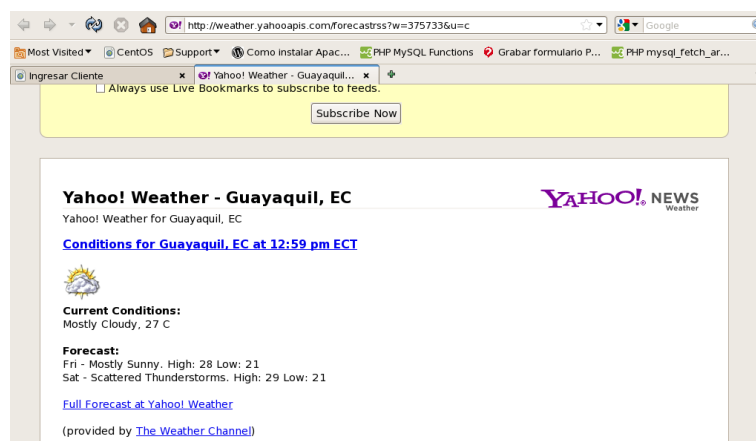 http://weather.yahooapis.com/forecastrss?w=375733&u=c
Google
Most Visited CentOS Support Como instalar Apac... PHP MySQL Functions Grabar formulario P... PHP mysql_fetch_ar...
Ingresar Cliente Yahoo! Weather - Guayaquil...
Always use Live Bookmarks to subscribe to feeds.
Subscribe Now
Yahoo! Weather - Guayaquil, EC
YAHOO! NEWS
Weather
Yahoo! Weather for Guayaquil, EC
Conditions for Guayaquil, EC at 12:59 pm ECT
Current Conditions:
Mostly Cloudy, 27 C
Forecast:
Fri - Mostly Sunny. High: 28 Low: 21
Sat - Scattered Thunderstorms. High: 29 Low: 21
Full Forecast at Yahoo! Weather
(provided by The Weather Channel)